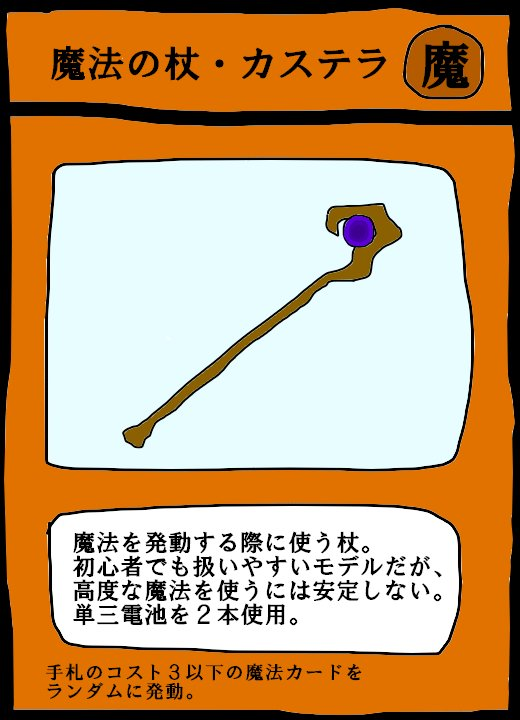 魔法の杖・カステラ
魔
魔法を発動する際に使う杖。
初心者でも扱いやすいモデルだが、
高度な魔法を使うには安定しない。
単三電池を２本使用。
手札のコスト３以下の魔法カードを
ランダムに発動。